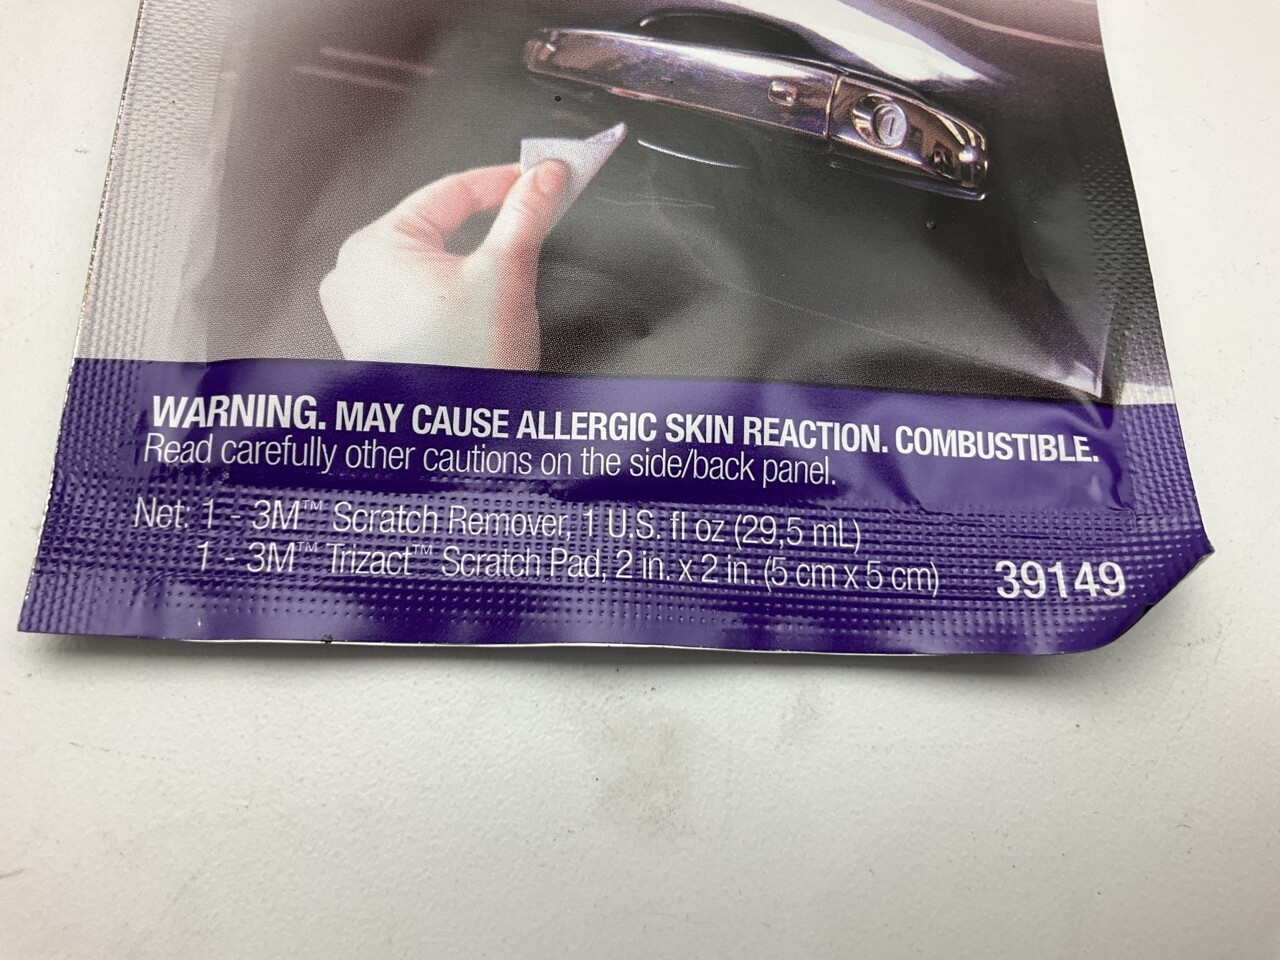 WARNING. MAY CAUSE ALLERGIC SKIN REACTION. COMBUSTIBLE.
Read carefully other cautions on the side/back panel.
Net: 1 - 3M™ Scratch Remover, 1 U.S. fl oz (29,5 mL)
1 - 3M™ Trizact™ Scratch Pad, 2 in. x 2 in. (5 cm x 5 cm)
39149